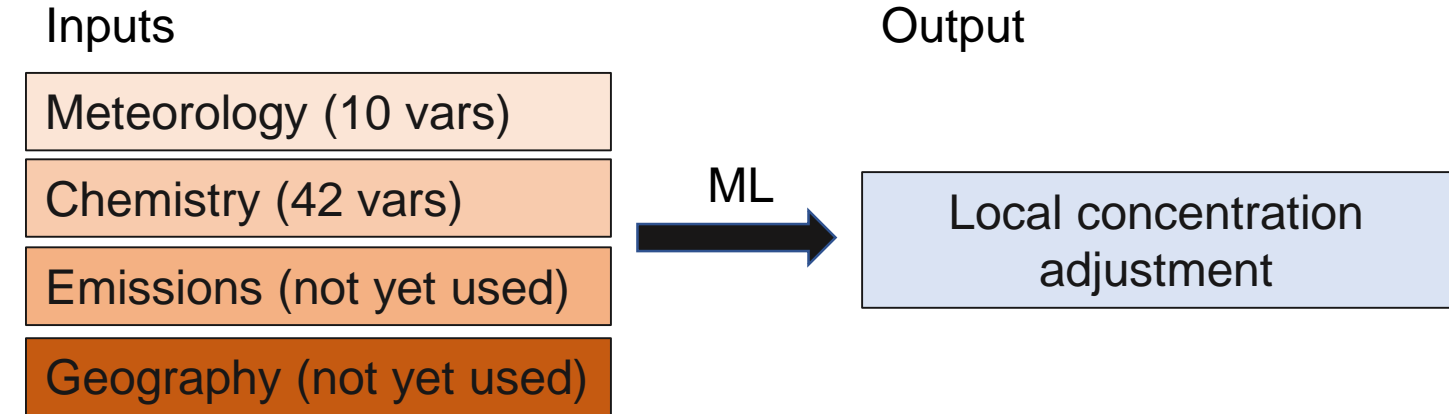 Inputs
Output
Meteorology (10 vars)
Chemistry (42 vars)
Emissions (not yet used)
Geography (not yet used)
ML
Local concentration
adjustment